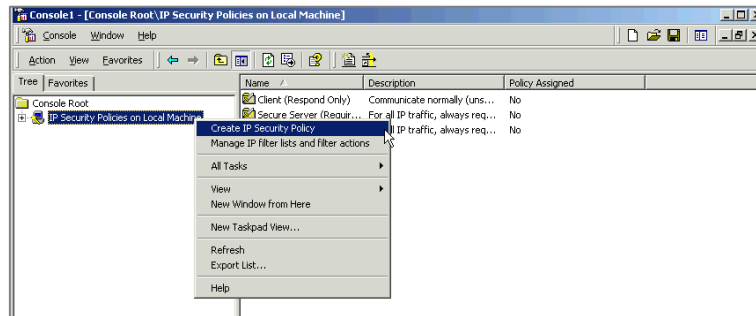 Console1 - [Console Root\IP Security Policies on Local Machine]
Console Window Help
Action View Favorites
Tree Favorites
Name Description Policy Assigned
Console Root
IP Security Policies on Local Machine
Client (Respond Only) Communicate normally (uns... No
Secure Server (Requir... For all IP traffic, always req... No
all IP traffic, always req... No
Create IP Security Policy
Manage IP filter lists and filter actions
All Tasks
View
New Window from Here
New Taskpad View...
Refresh
Export List...
Help